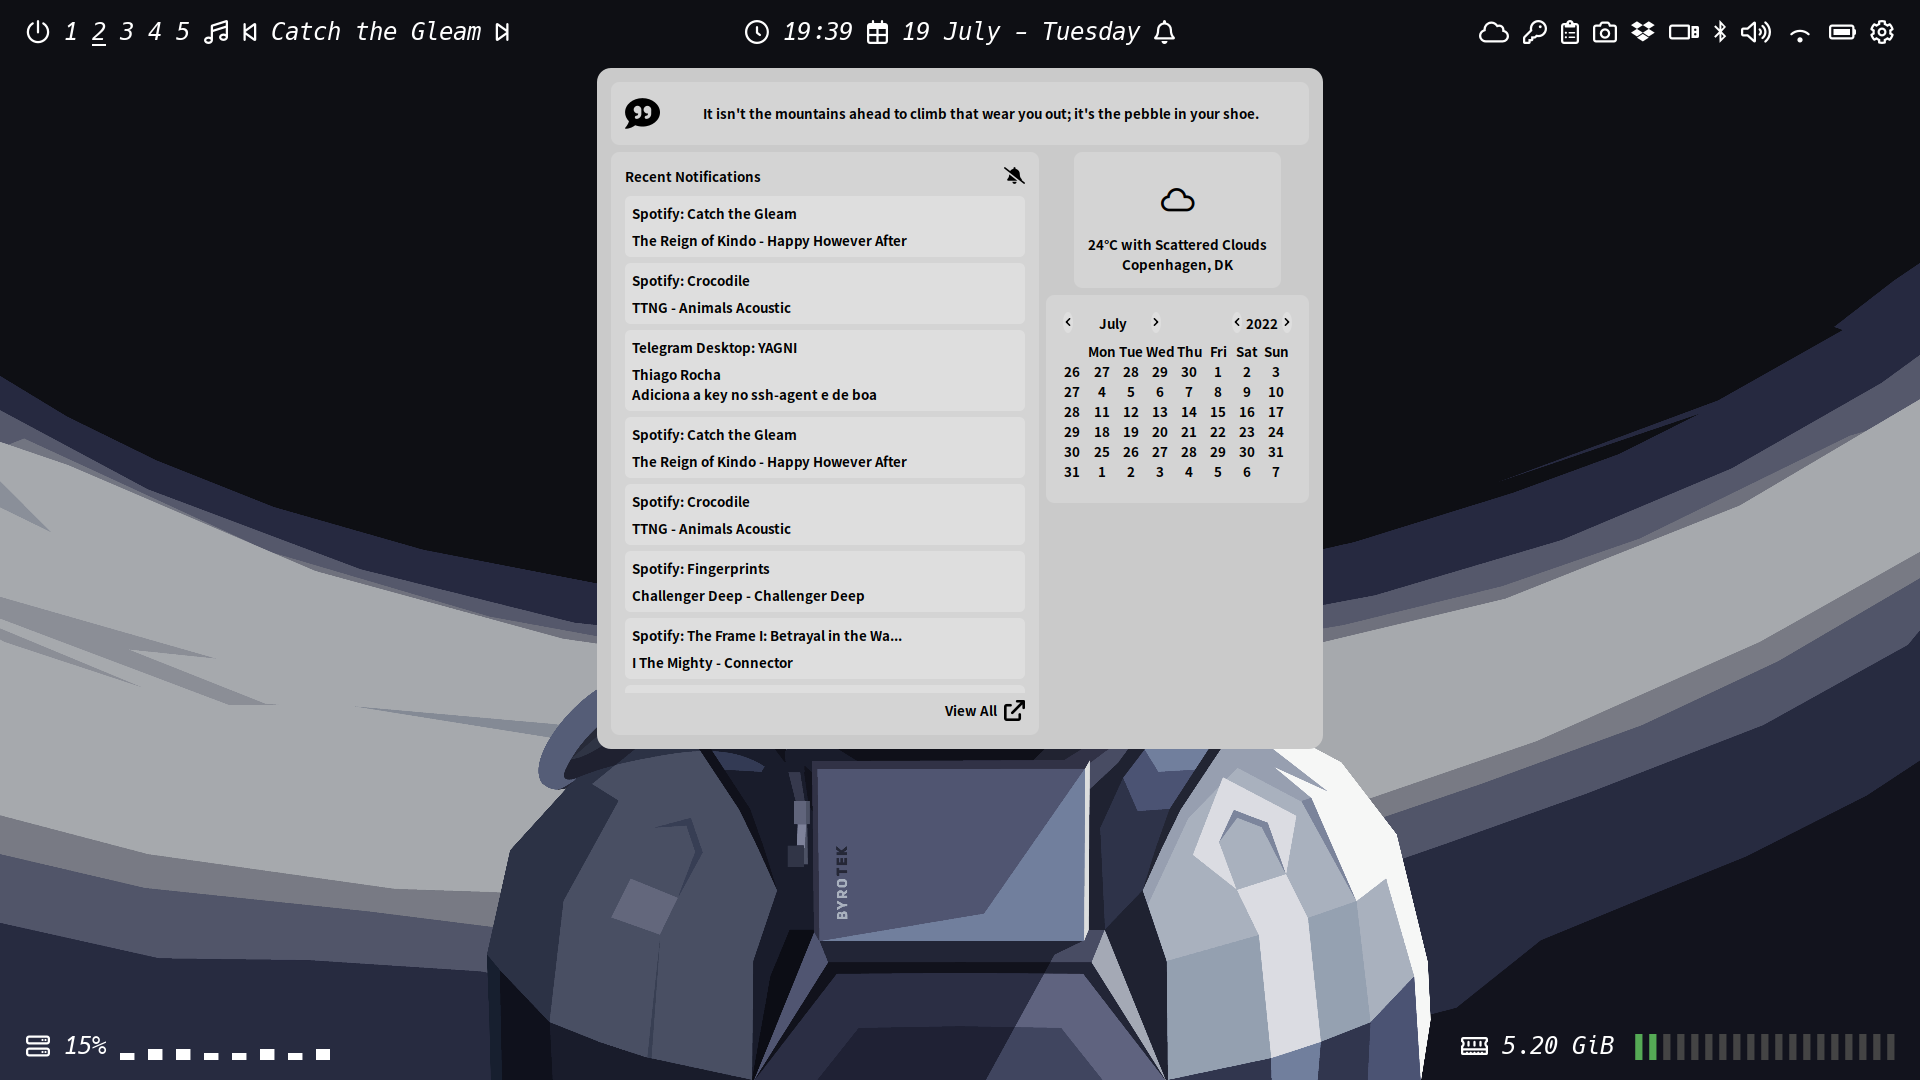 1 2 3 4 5 Catch the Gleam
19:39 19 July - Tuesday
It isn't the mountains ahead to climb that wear you out; it's the pebble in your shoe.
Recent Notifications
Spotify: Catch the Gleam
The Reign of Kindo - Happy However After
Spotify: Crocodile
TTNG - Animals Acoustic
Telegram Desktop: YAGNI
Thiago Rocha
Adiciona a key no ssh-agent e de boa
Spotify: Catch the Gleam
The Reign of Kindo - Happy However After
Spotify: Crocodile
TTNG - Animals Acoustic
Spotify: Fingerprints
Challenger Deep - Challenger Deep
Spotify: The Frame I: Betrayal in the Wa...
I The Mighty - Connector
View All
24°C with Scattered Clouds
Copenhagen, DK
July 2022
Mon Tue Wed Thu Fri Sat Sun
26 27 28 29 30 1 2 3
27 4 5 6 7 8 9 10
28 11 12 13 14 15 16 17
29 18 19 20 21 22 23 24
30 25 26 27 28 29 30 31
31 1 2 3 4 5 6 7
BYROTEK
15%
5.20 GiB